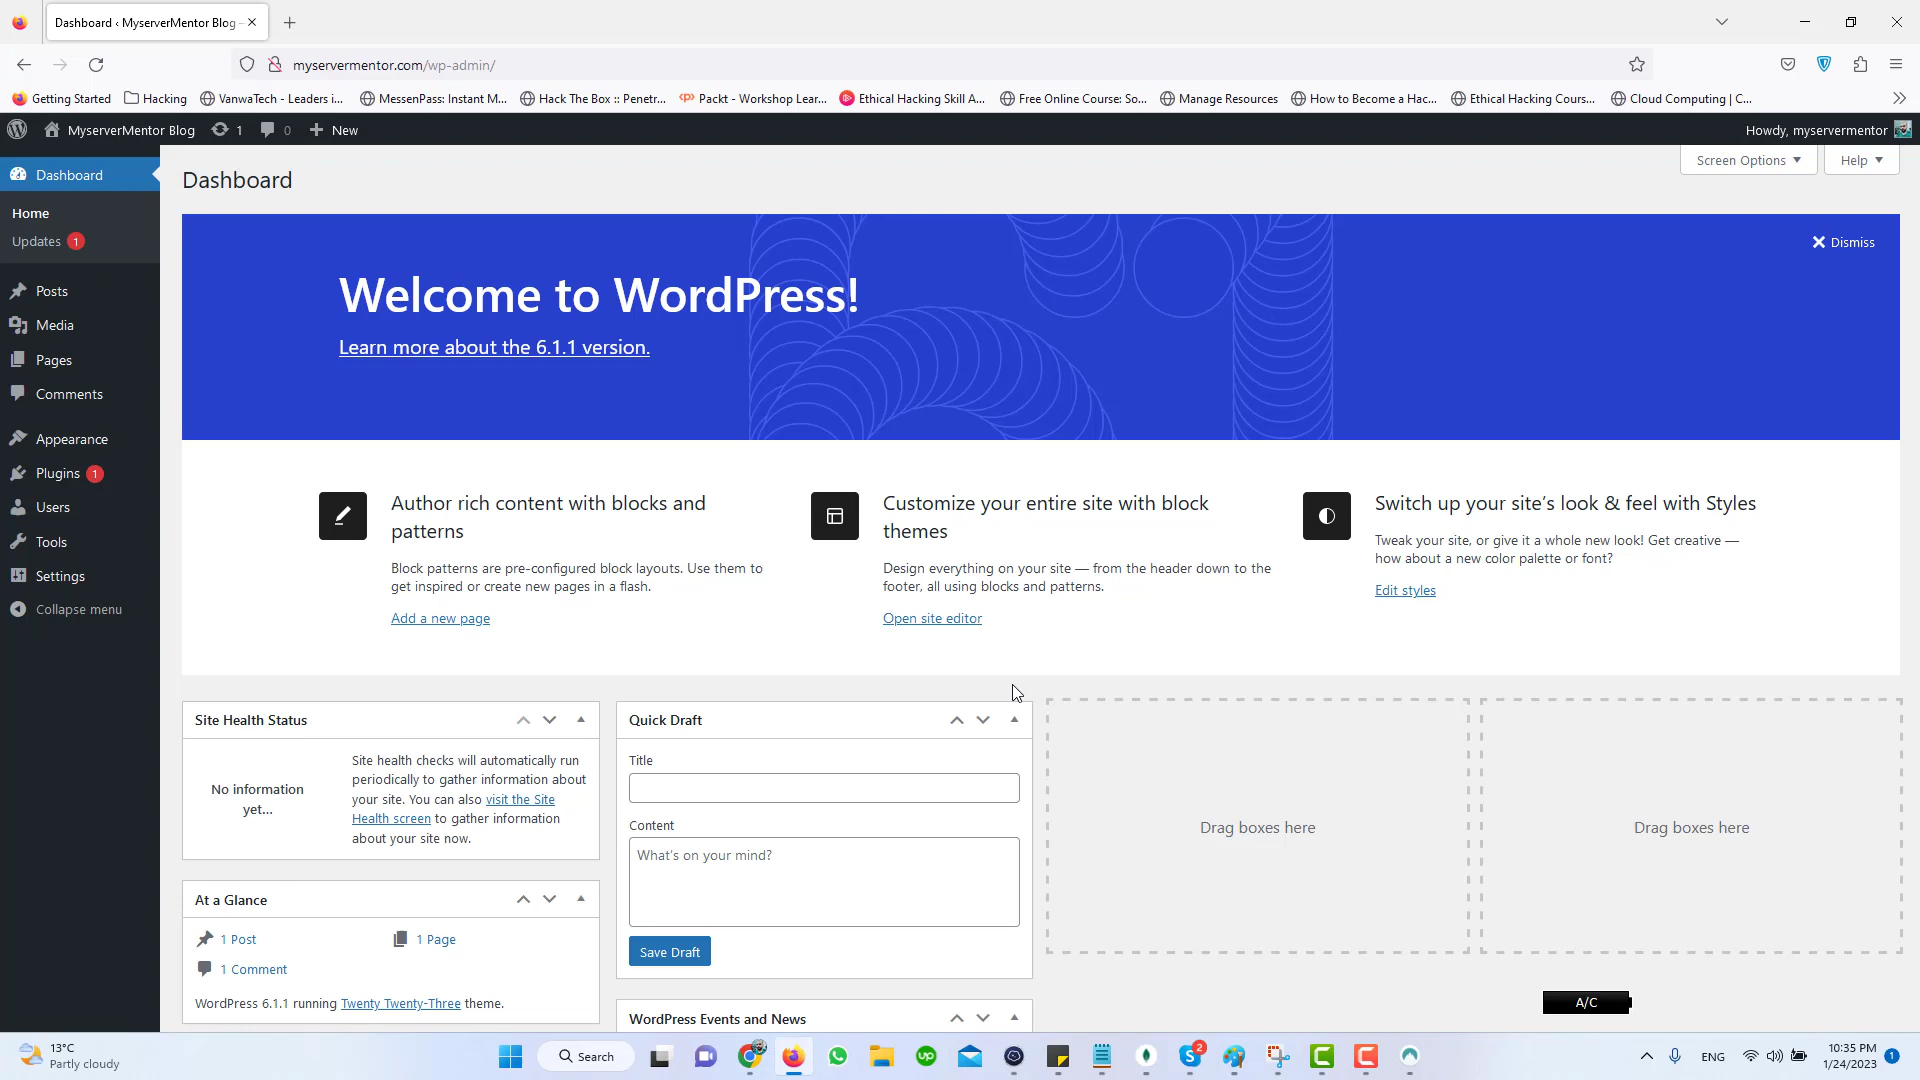 Dashboard ‹ MyserverMentor Blog
myservermentor.com/wp-admin/
Getting Started Hacking VanwaTech - Leaders i... MessenPass: Instant M... Hack The Box :: Penetr... Packt - Workshop Lear... Ethical Hacking Skill A... Free Online Course: So... Manage Resources How to Become a Hac... Ethical Hacking Cours... Cloud Computing | C...
MyserverMentor Blog 1 0 New Howdy, myservermentor
Dashboard
Home
Updates 1
Posts
Media
Pages
Comments
Appearance
Plugins 1
Users
Tools
Settings
Collapse menu
Screen Options Help
Dashboard
Dismiss
Welcome to WordPress!
Learn more about the 6.1.1 version.
Author rich content with blocks and
patterns
Block patterns are pre-configured block layouts. Use them to
get inspired or create new pages in a flash.
Add a new page
Customize your entire site with block
themes
Design everything on your site — from the header down to the
footer, all using blocks and patterns.
Open site editor
Switch up your site’s look & feel with Styles
Tweak your site, or give it a whole new look! Get creative —
how about a new color palette or font?
Edit styles
Site Health Status
No information
yet...
Site health checks will automatically run
periodically to gather information about
your site. You can also visit the Site
Health screen to gather information
about your site now.
At a Glance
1 Post 1 Page
1 Comment
WordPress 6.1.1 running Twenty Twenty-Three theme.
Quick Draft
Title
Content
What’s on your mind?
Save Draft
WordPress Events and News
Drag boxes here
Drag boxes here
A/C
13°C
Partly cloudy
Search
up
2
ENG
10:35 PM
1/24/2023
1